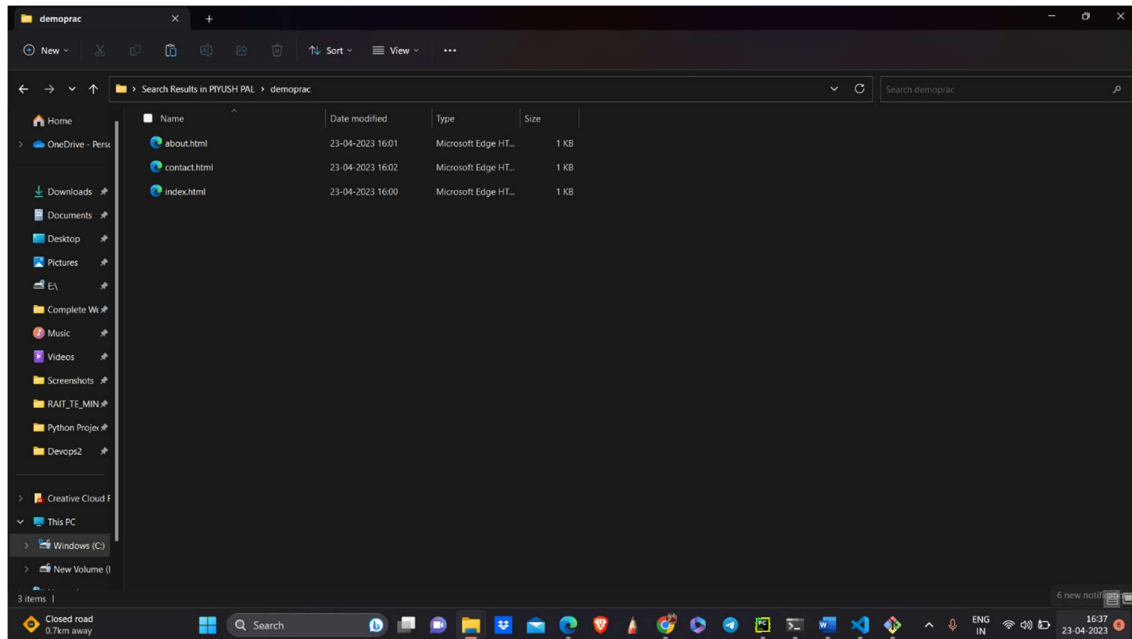 demoprac
New
Sort
View
Search Results in PIYUSH PAL > demoprac
Search demoprac
Name Date modified Type Size
about.html 23-04-2023 16:01 Microsoft Edge HT... 1 KB
contact.html 23-04-2023 16:02 Microsoft Edge HT... 1 KB
index.html 23-04-2023 16:00 Microsoft Edge HT... 1 KB
Home
OneDrive - Perso
Downloads
Documents
Desktop
Pictures
E:\
Complete We
Music
Videos
Screenshots
RAIT_TE_MIN
Python Projec
Devops2
Creative Cloud F
This PC
Windows (C:)
New Volume (I
3 items
6 new notifi
Closed road
0.7km away
Search
ENG
IN
16:37
23-04-2023
6